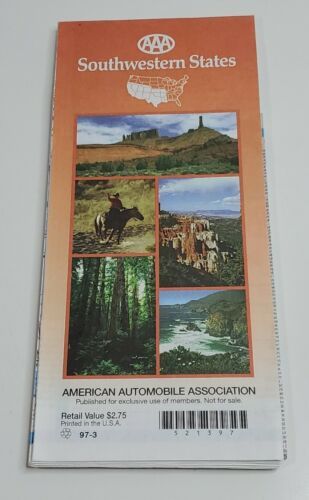 AAA
Southwestern States
AMERICAN AUTOMOBILE ASSOCIATION
Published for exclusive use of members. Not for sale.
Retail Value $2.75
Printed in the U.S.A.
97-3
521397